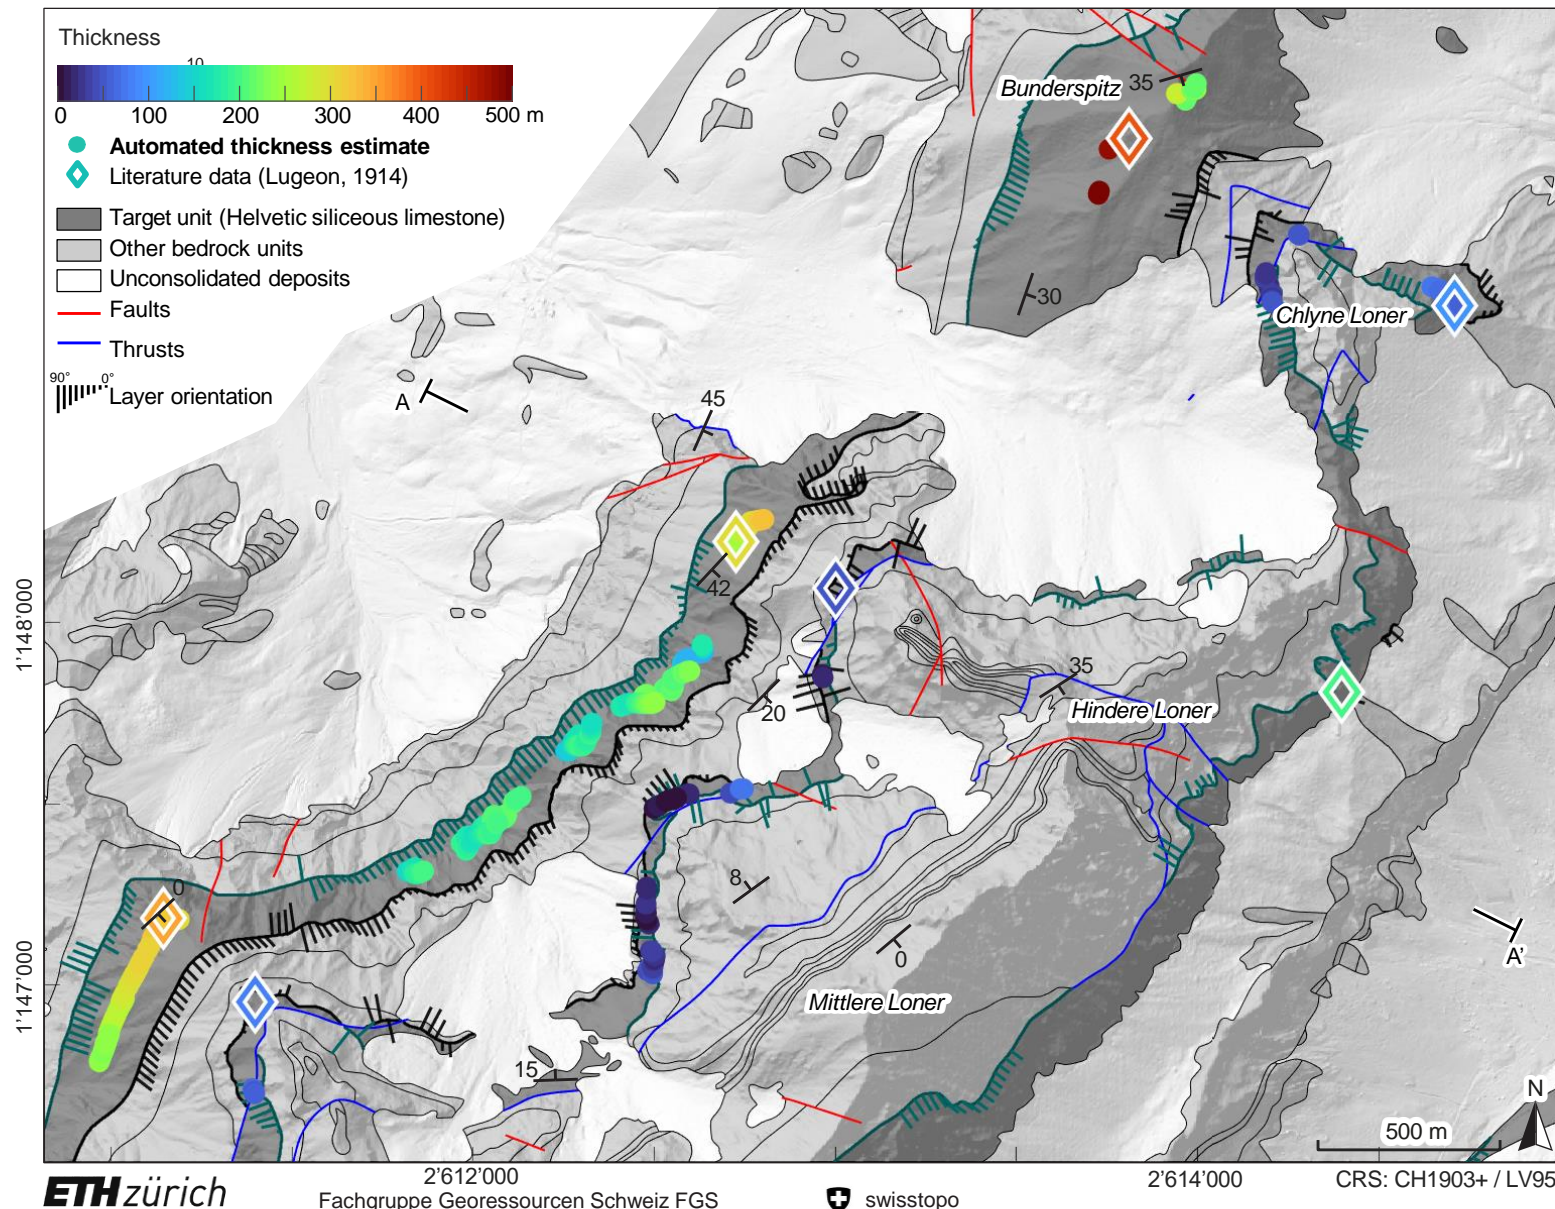 Thickness
10
0 100 200 300 400 500 m
Automated thickness estimate
Literature data (Lugeon, 1914)
Target unit (Helvetic siliceous limestone)
Other bedrock units
Unconsolidated deposits
Faults
Thrusts
90° 0°
Layer orientation
Bunderspitz
35
30
Chlyne Loner
A
45
42
1'148'000
20
35
Hindere Loner
8
0
0
A'
Mittlere Loner
1'147'000
15
N
500 m
2'612'000
2'614'000
CRS: CH1903+ / LV95
ETH zürich
Fachgruppe Georessourcen Schweiz FGS
swisstopo